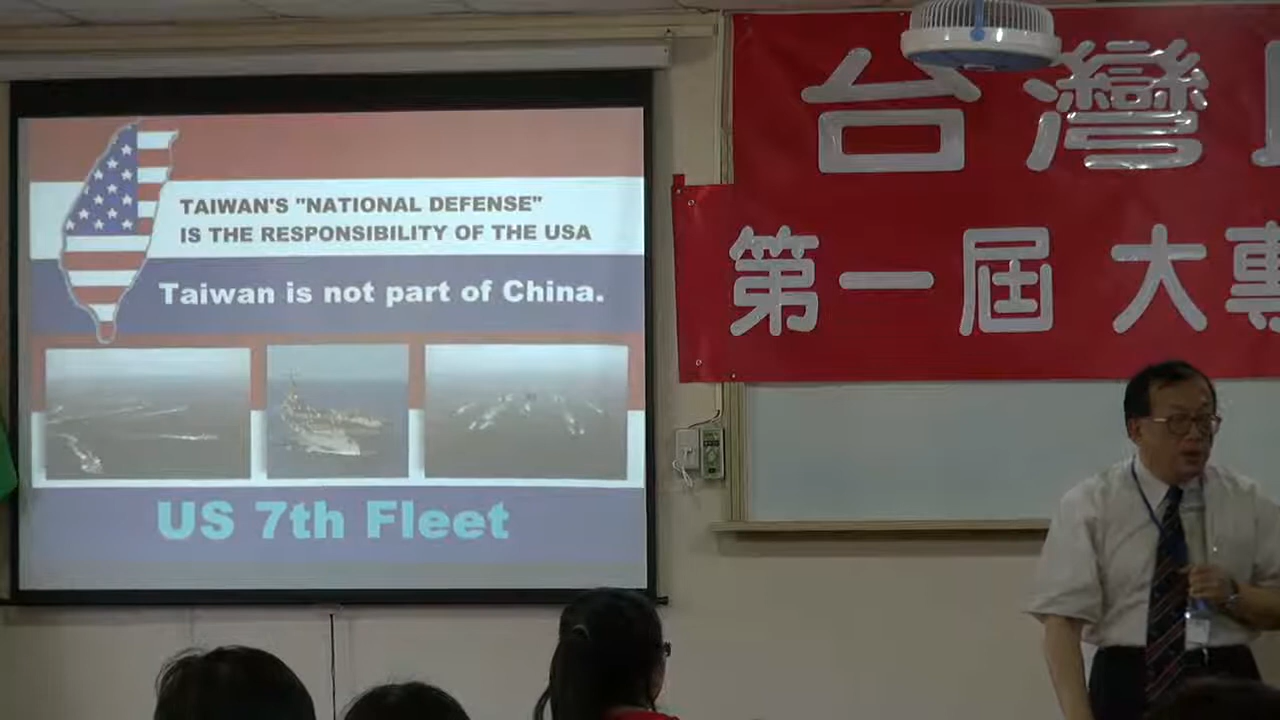 TAIWAN'S "NATIONAL DEFENSE"
IS THE RESPONSIBILITY OF THE USA
Taiwan is not part of China.
US 7th Fleet
台灣
第一屆 大專